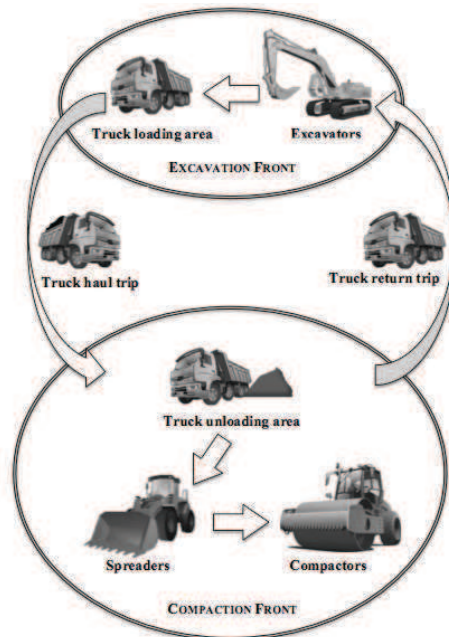 Truck loading area
Excavators
EXCAVATION FRONT
Truck haul trip
Truck return trip
Truck unloading area
Spreaders
Compactors
COMPACTION FRONT